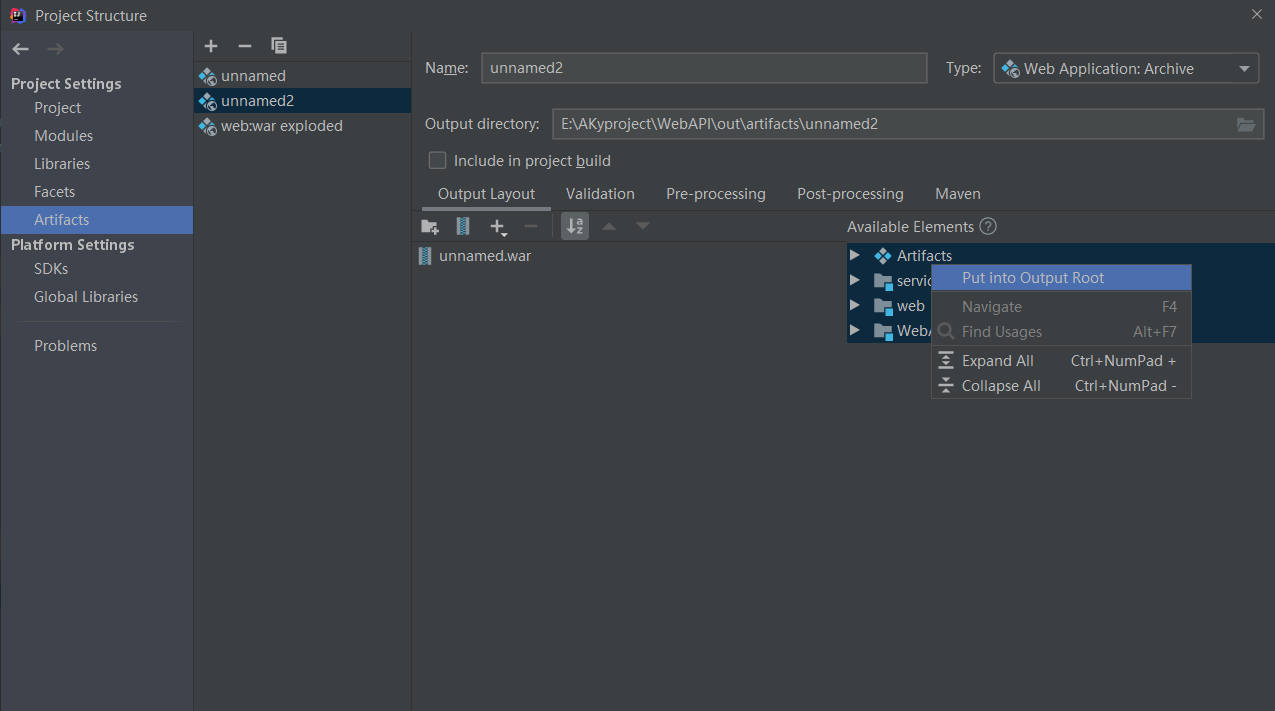 Project Structure
Project Settings
Project
Modules
Libraries
Facets
Artifacts
Platform Settings
SDKs
Global Libraries
Problems
unnamed
unnamed2
web:war exploded
Name: unnamed2 Type: Web Application: Archive
Output directory: E:\AKyproject\WebAPI\out\artifacts\unnamed2
Include in project build
Output Layout Validation Pre-processing Post-processing Maven
Available Elements ?
unnamed.war
Artifacts
servic
web
WebA
Put into Output Root
Navigate F4
Find Usages Alt+F7
Expand All Ctrl+NumPad +
Collapse All Ctrl+NumPad -